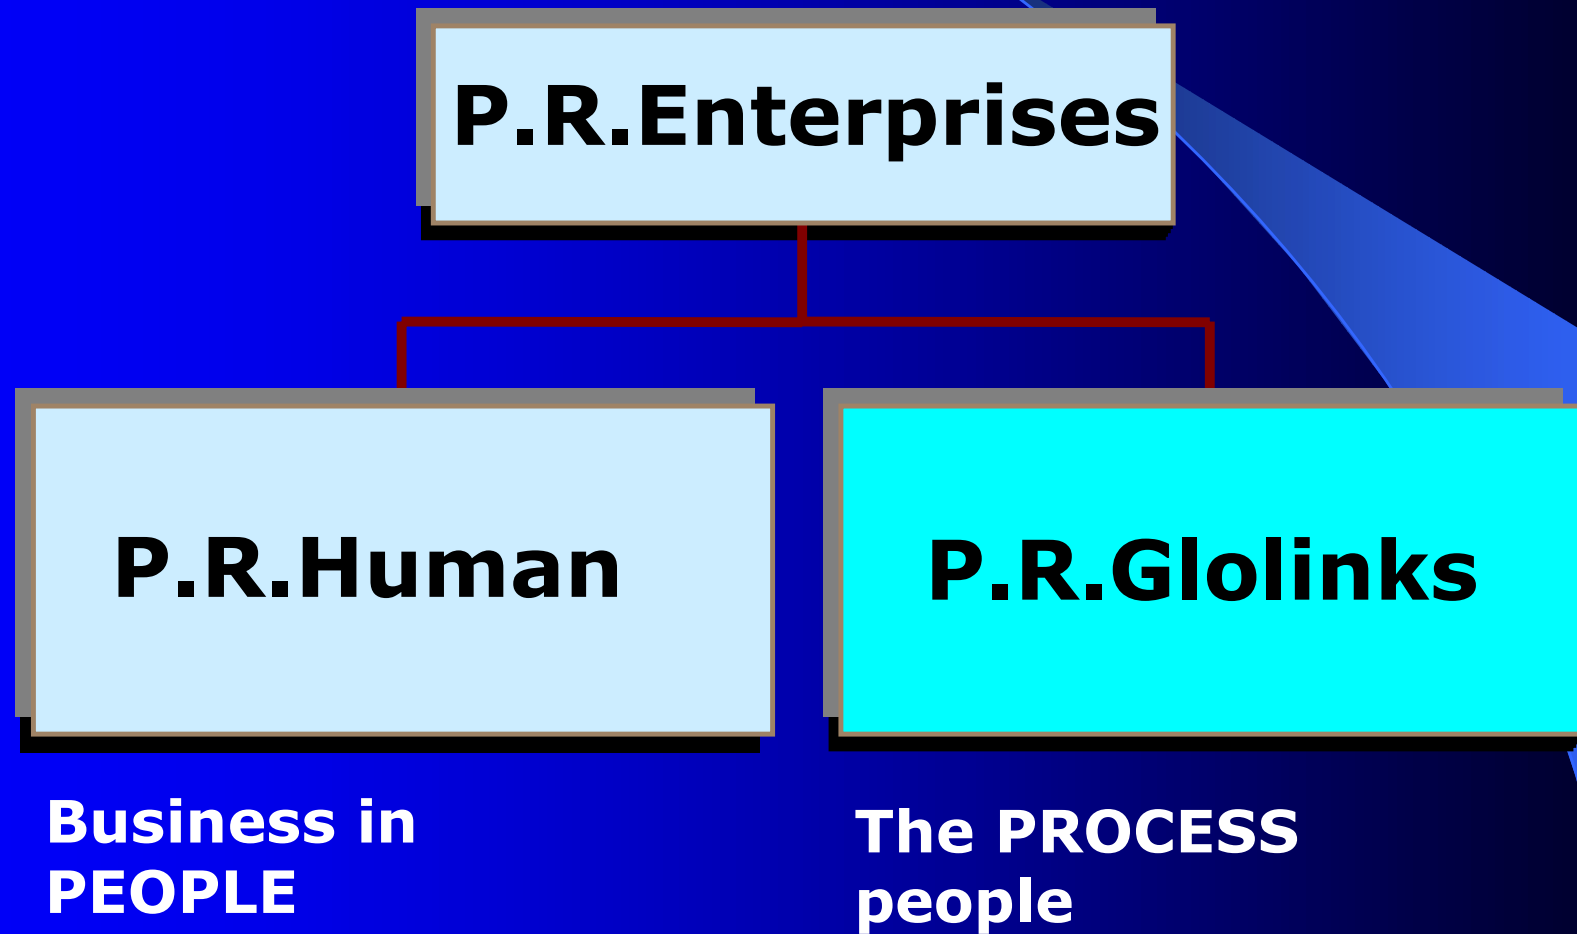 P.R.Enterprises
P.R.Human
P.R.Glolinks
Business in
PEOPLE
The PROCESS
people